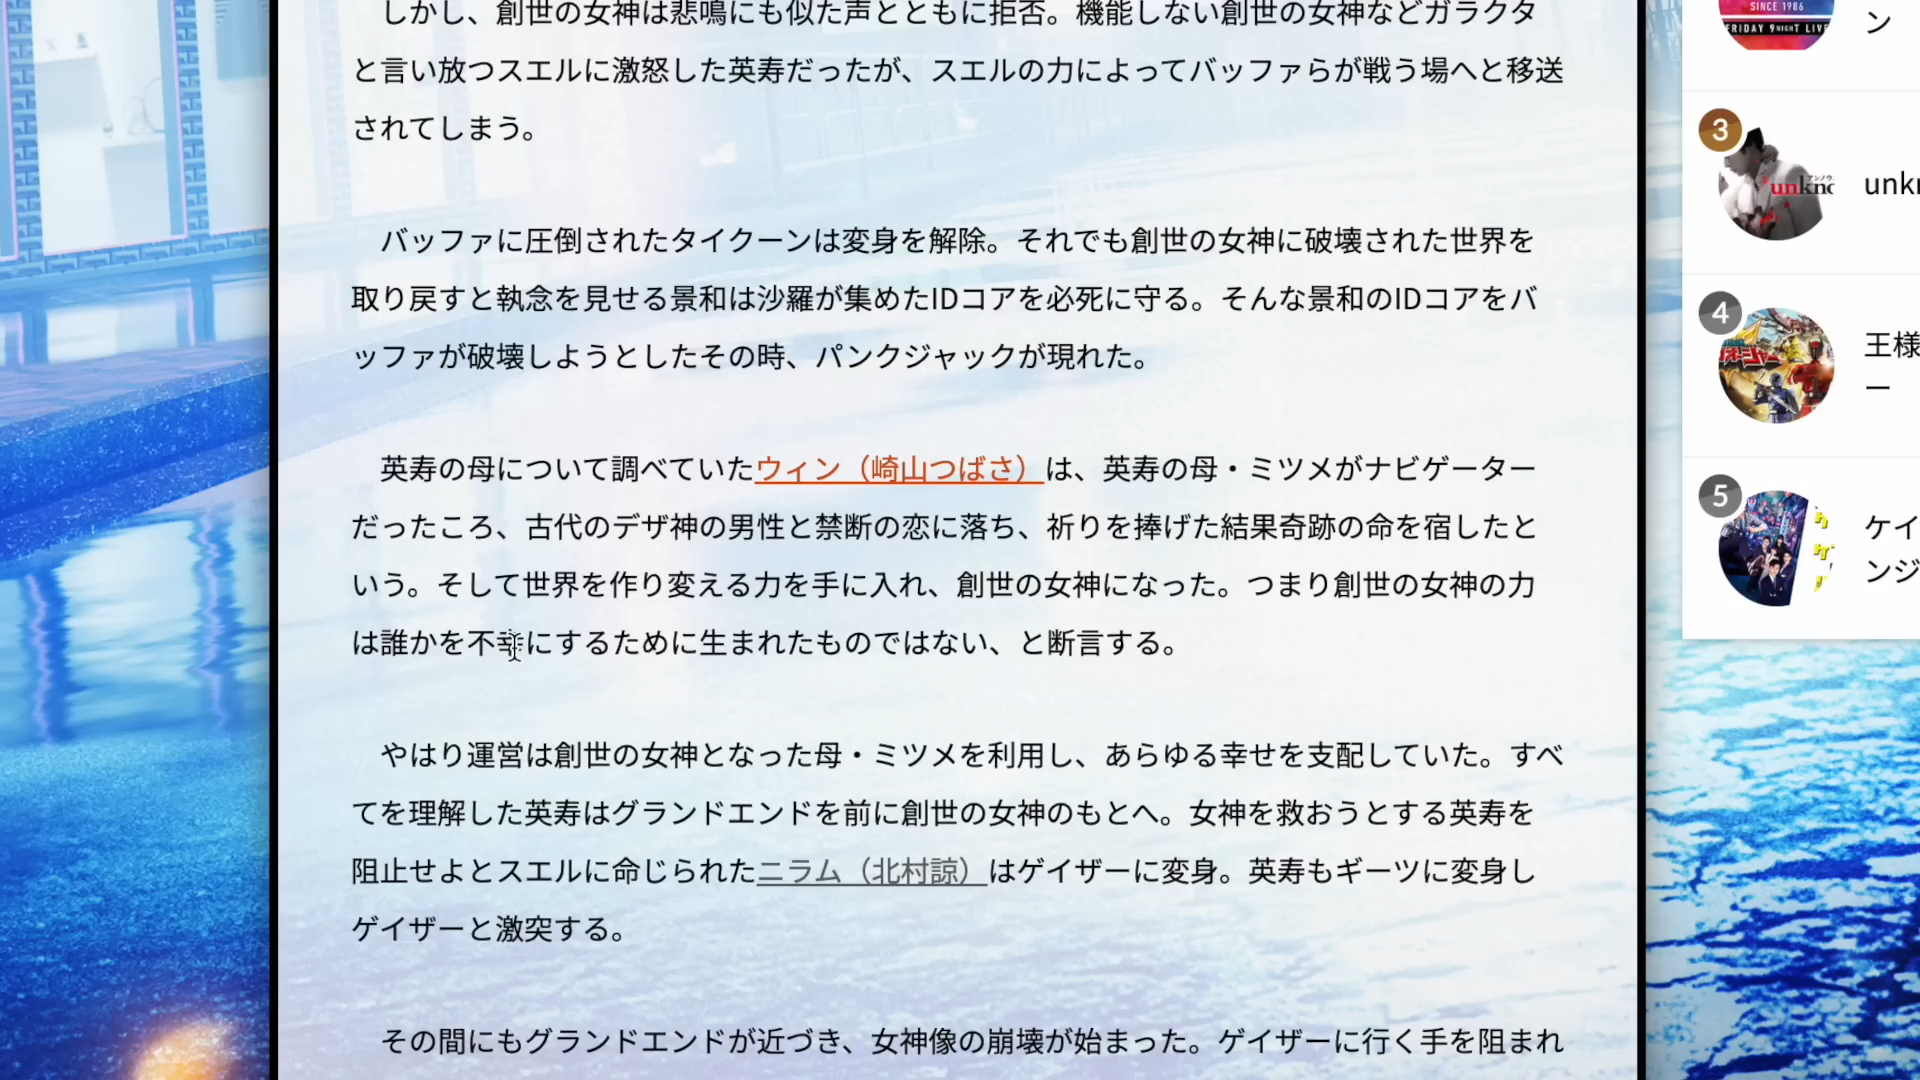 しかし、創世の女神は悲鳴にも似た声とともに拒否。機能しない創世の女神などガラクタ
と言い放つスエルに激怒した英寿だったが、スエルの力によってバッファらが戦う場へと移送
されてしまう。
バッファに圧倒されたタイクーンは変身を解除。それでも創世の女神に破壊された世界を
取り戻すと執念を見せる景和は沙羅が集めたIDコアを必死に守る。そんな景和のIDコアをバ
ッファが破壊しようとしたその時、パンクジャックが現れた。
英寿の母について調べていたウィン（崎山つばさ）は、英寿の母・ミツメがナビゲーター
だったころ、古代のデザ神の男性と禁断の恋に落ち、祈りを捧げた結果奇跡の命を宿したと
いう。そして世界を作り変える力を手に入れ、創世の女神になった。つまり創世の女神の力
は誰かを不幸にするために生まれたものではない、と断言する。
やはり運営は創世の女神となった母・ミツメを利用し、あらゆる幸せを支配していた。すべ
てを理解した英寿はグランドエンドを前に創世の女神のもとへ。女神を救おうとする英寿を
阻止せよとスエルに命じられたニラム（北村諒）はゲイザーに変身。英寿もギーツに変身し
ゲイザーと激突する。
その間にもグランドエンドが近づき、女神像の崩壊が始まった。ゲイザーに行く手を阻まれ
SINCE 1986
FRIDAY 9NIGHT LIVE
ン
3
unk
4
王様
ー
5
ケイ
ンジ